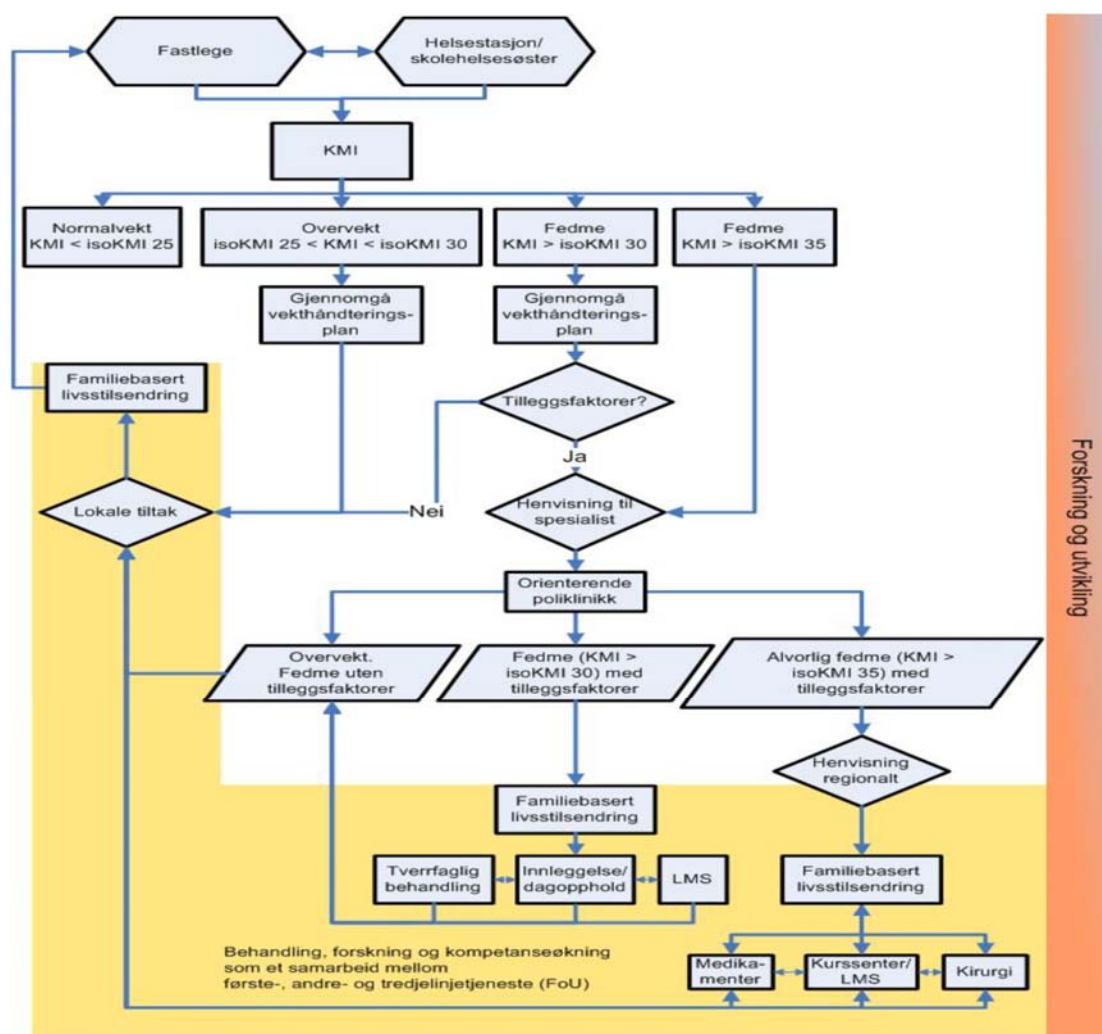 Fastlege
Helsestasjon/
skolehelsesøster
KMI
Normalvekt
KMI < isoKMI 25
Overvekt
isoKMI 25 < KMI < isoKMI 30
Fedme
KMI > isoKMI 30
Fedme
KMI > isoKMI 35
Gjennomgå
vekthåndterings-
plan
Gjennomgå
vekthåndterings-
plan
Familiebasert
livsstilsendring
Tilleggsfaktorer?
Ja
Nei
Lokale tiltak
Henvisning til
spesialist
Orienterende
poliklinikk
Overvekt.
Fedme uten
tilleggsfaktorer
Fedme (KMI >
isoKMI 30) med
tilleggsfaktorer
Alvorlig fedme (KMI >
isoKMI 35) med
tilleggsfaktorer
Henvisning
regionalt
Familiebasert
livsstilsendring
Tverrfaglig
behandling
Innleggelse/
dagopphold
LMS
Familiebasert
livsstilsendring
Behandling, forskning og kompetanseøkning
som et samarbeid mellom
første-, andre- og tredjelinjetjeneste (FoU)
Medika-
menter
Kurssenter/
LMS
Kirurgi
Forskning og utvikling